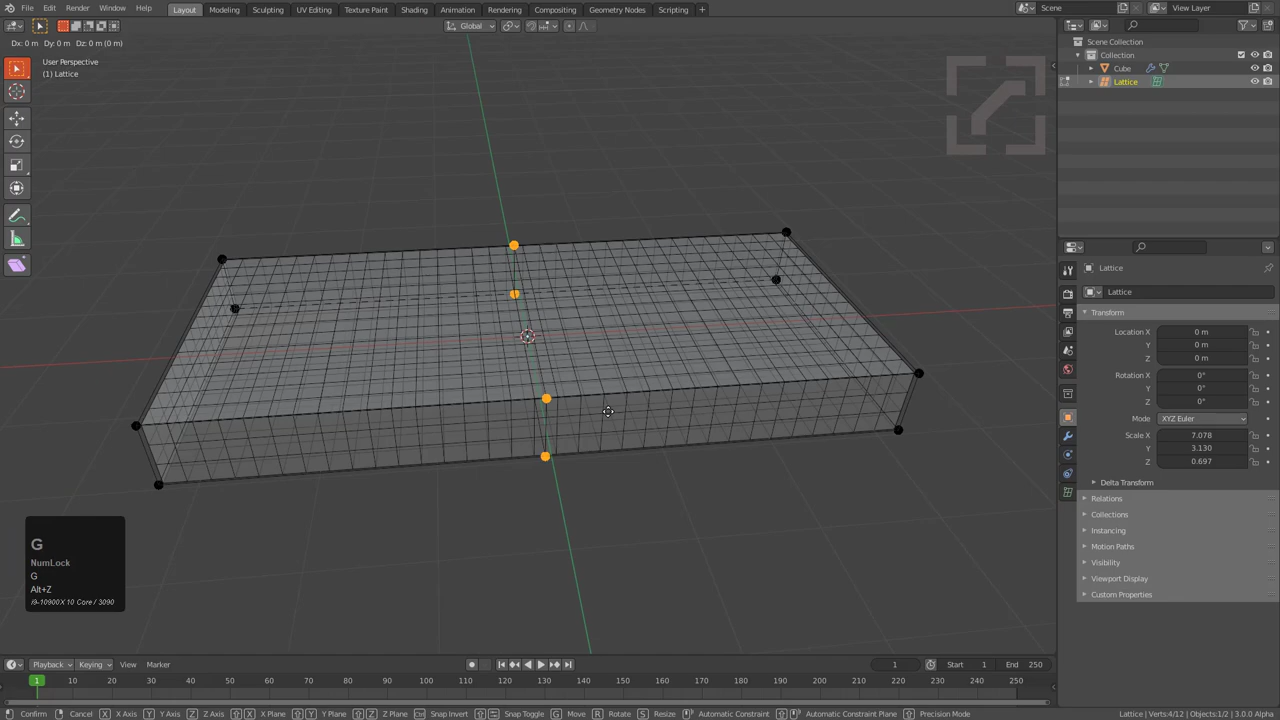 File Edit Render Window Help Layout Modeling Sculpting UV Editing Texture Paint Shading Animation Rendering Compositing Geometry Nodes Scripting + Scene View Layer
Global
Dx: 0 m Dy: 0 m Dz: 0 m (0 m)
User Perspective
(1) Lattice
Scene Collection
Collection
Cube
Lattice
Lattice
Lattice
Transform
Location X 0 m
Y 0 m
Z 0 m
Rotation X 0°
Y 0°
Z 0°
Mode XYZ Euler
Scale X 7.078
Y 3.130
Z 0.697
Delta Transform
Relations
Collections
Instancing
Motion Paths
Visibility
Viewport Display
Custom Properties
G
NumLock
G
Alt+Z
i9-10900X 10 Core / 3090
Playback Keying View Marker 1 Start 1 End 250
1 10 20 30 40 50 60 70 80 90 100 110 120 130 140 150 160 170 180 190 200 210 220 230 240 250
Confirm Cancel X X Axis Y Y Axis Z Z Axis X X Plane Y Y Plane Z Z Plane Ctrl Snap Invert Snap Toggle G Move R Rotate S Resize Automatic Constraint Automatic Constraint Plane Precision Mode Lattice | Verts:4/12 | Objects:1/2 | 3.0.0 Alpha